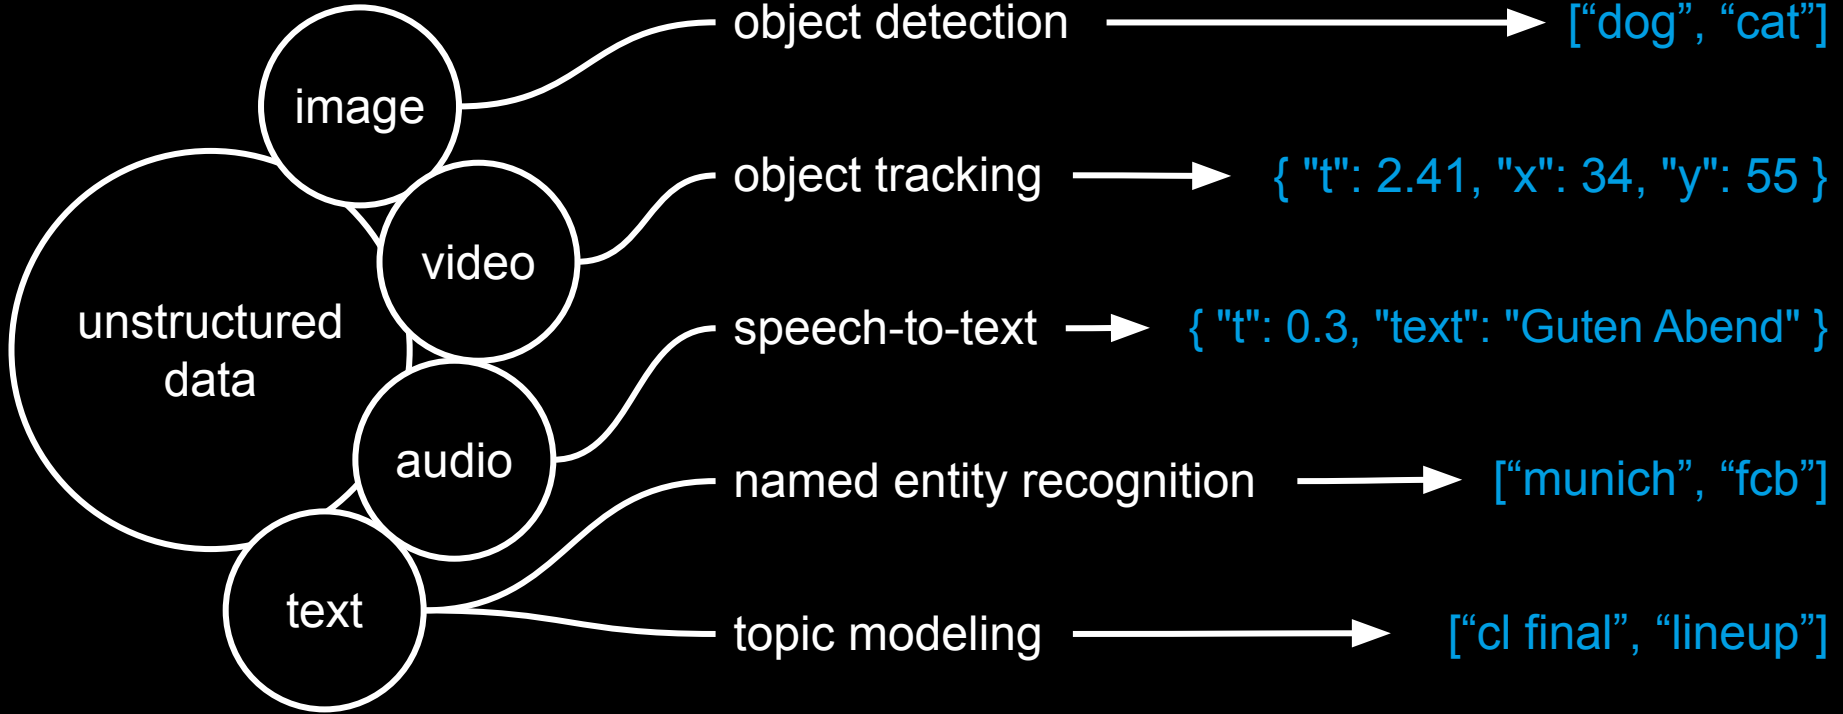 image
video
unstructured
data
audio
text
object detection
[“dog”, “cat”]
object tracking
{ "t": 2.41, "x": 34, "y": 55 }
speech-to-text
{ "t": 0.3, "text": "Guten Abend" }
named entity recognition
[“munich”, “fcb”]
topic modeling
[“cl final”, “lineup”]